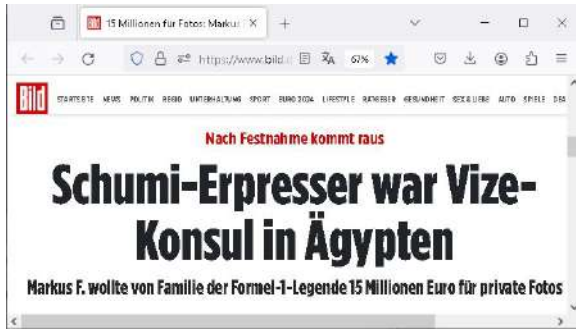 15 Millionen für Fotos: Markus
https://www.bild.
67%
Bild
STARTSEITE NEWS POLITIK REGIO UNTERHALTUNG SPORT EURO 2024 LIFESTYLE RATGEBER GESUNDHEIT SEX & LIEBE AUTO SPIELE
Nach Festnahme kommt raus
Schumi-Erpresser war Vize-
Konsul in Ägypten
Markus F. wollte von Familie der Formel-1-Legende 15 Millionen Euro für private Fotos